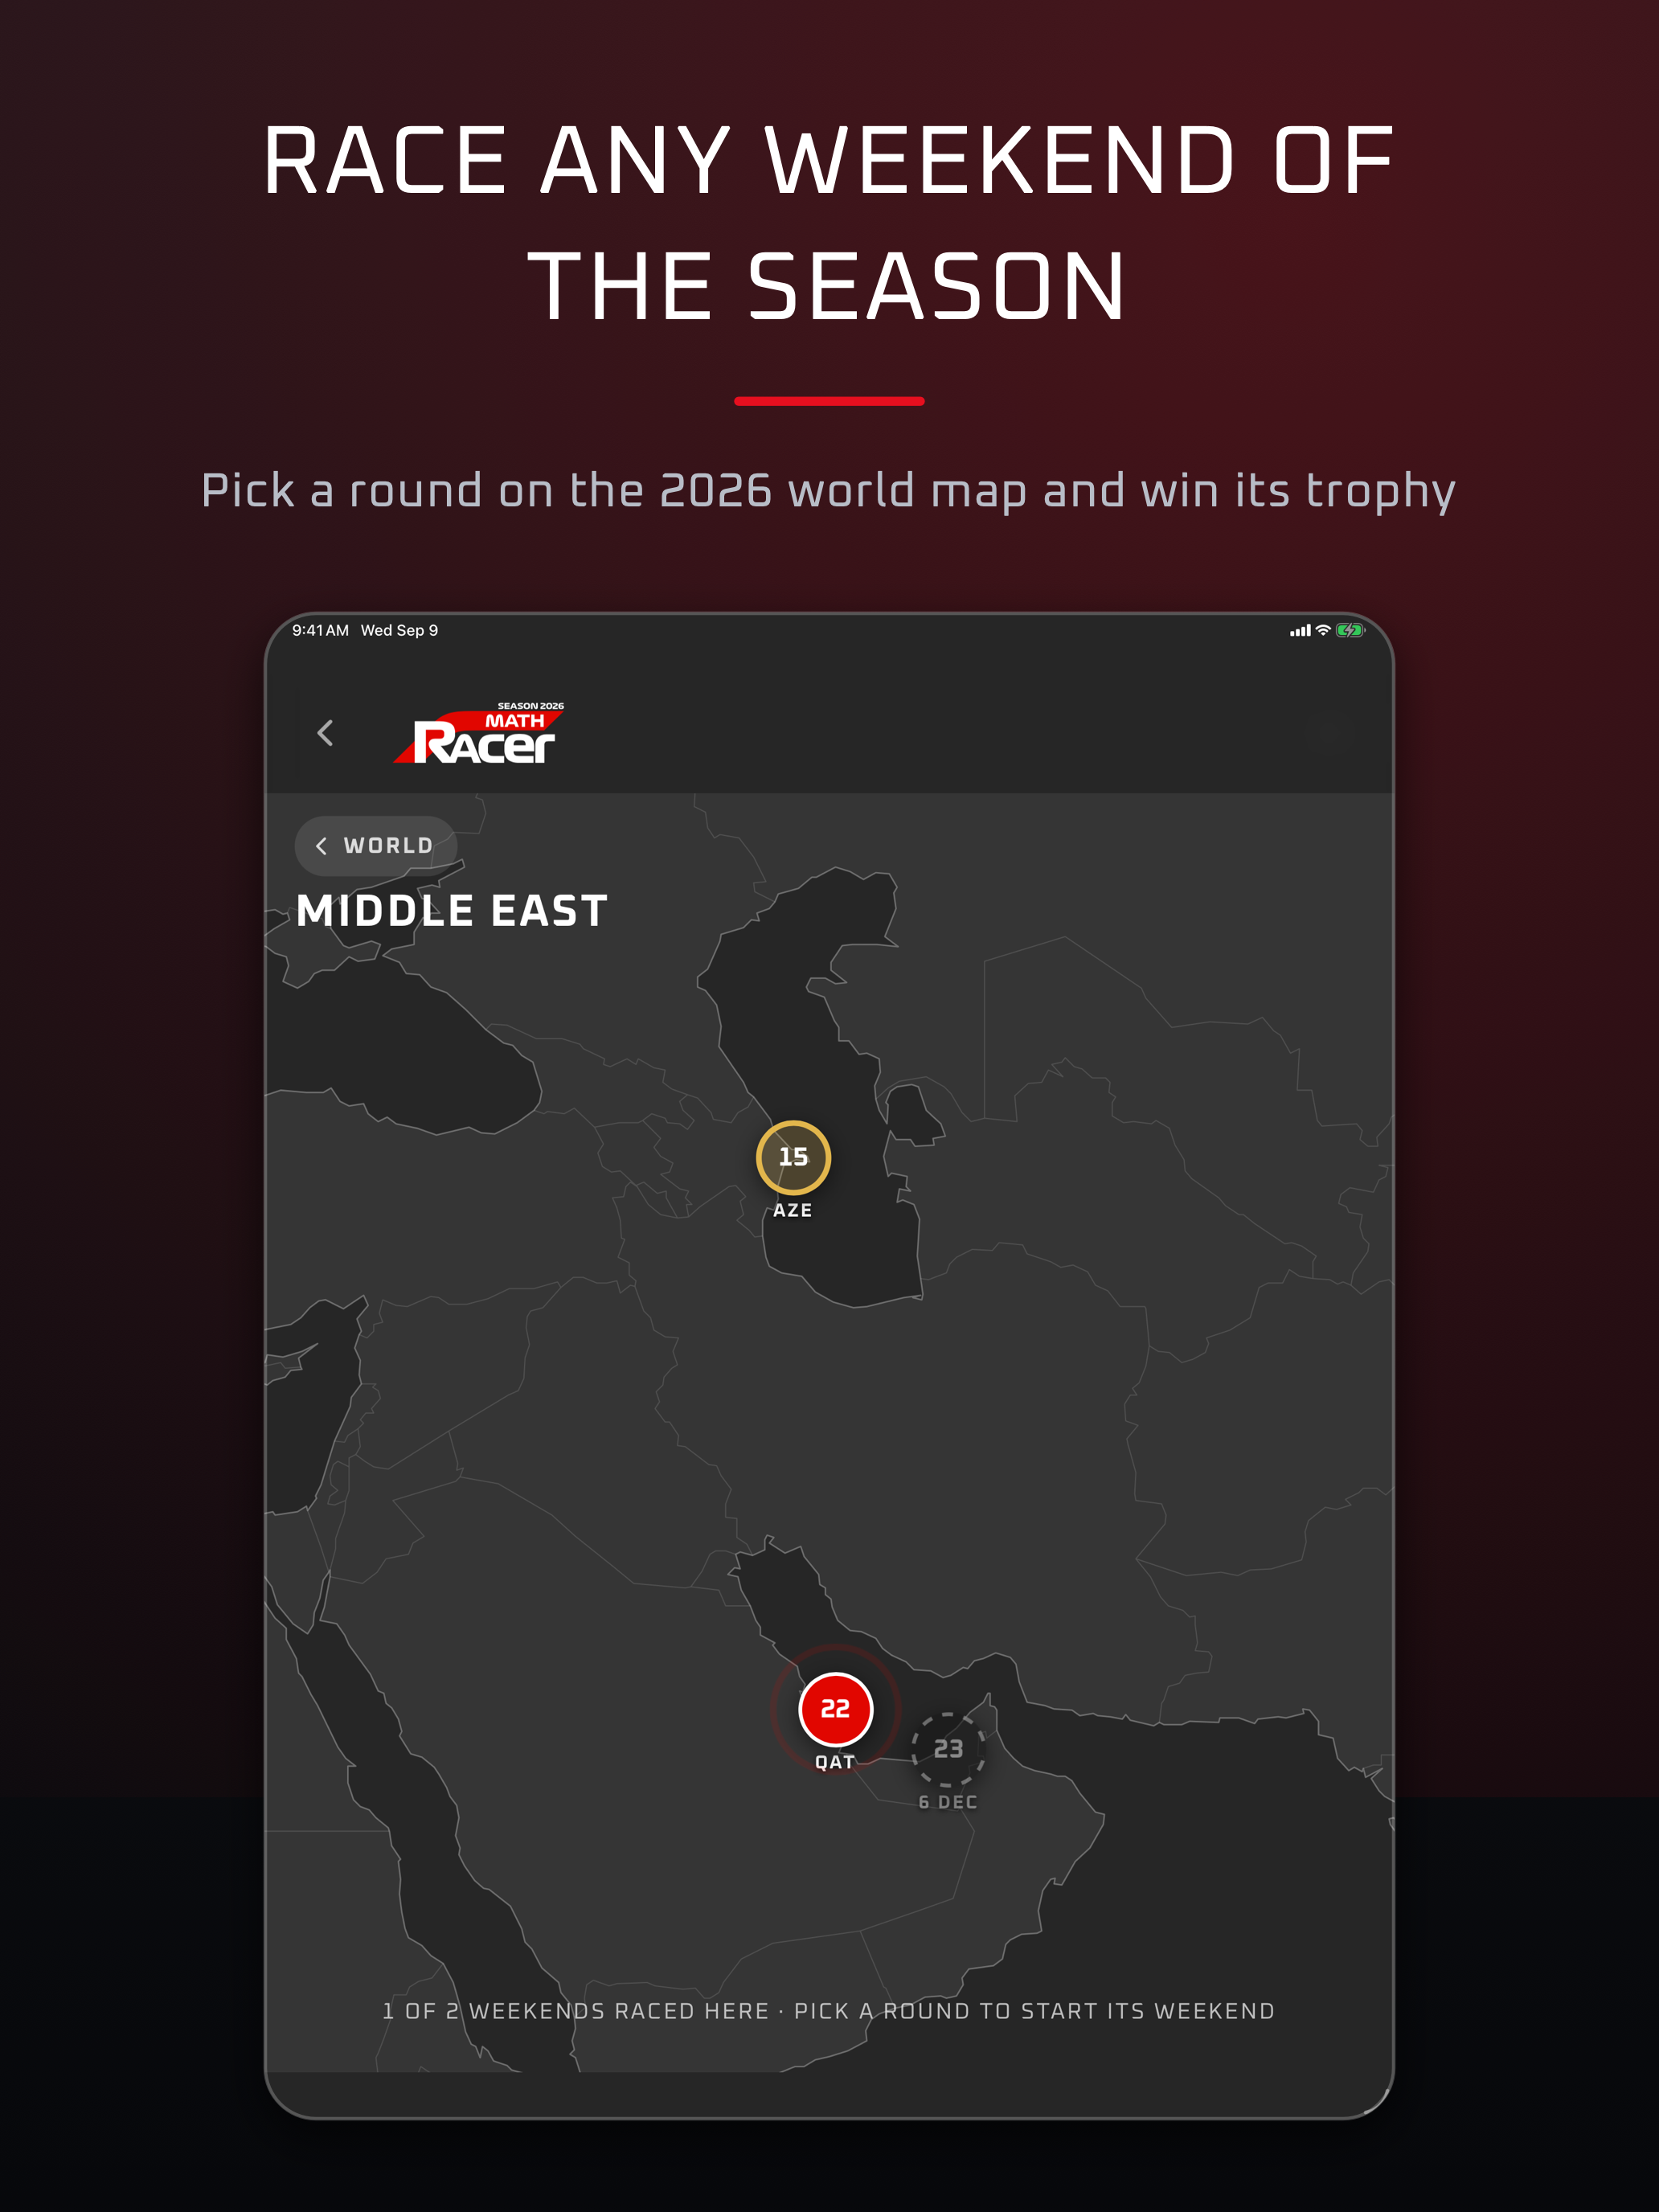 RACE ANY WEEKEND OF
THE SEASON
Pick a round on the 2026 world map and win its trophy
9:41 AM Wed Sep 9
SEASON 2026
MATH
RAcer
WORLD
MIDDLE EAST
15
AZE
22
QAT
23
6 DEC
1 OF 2 WEEKENDS RACED HERE · PICK A ROUND TO START ITS WEEKEND